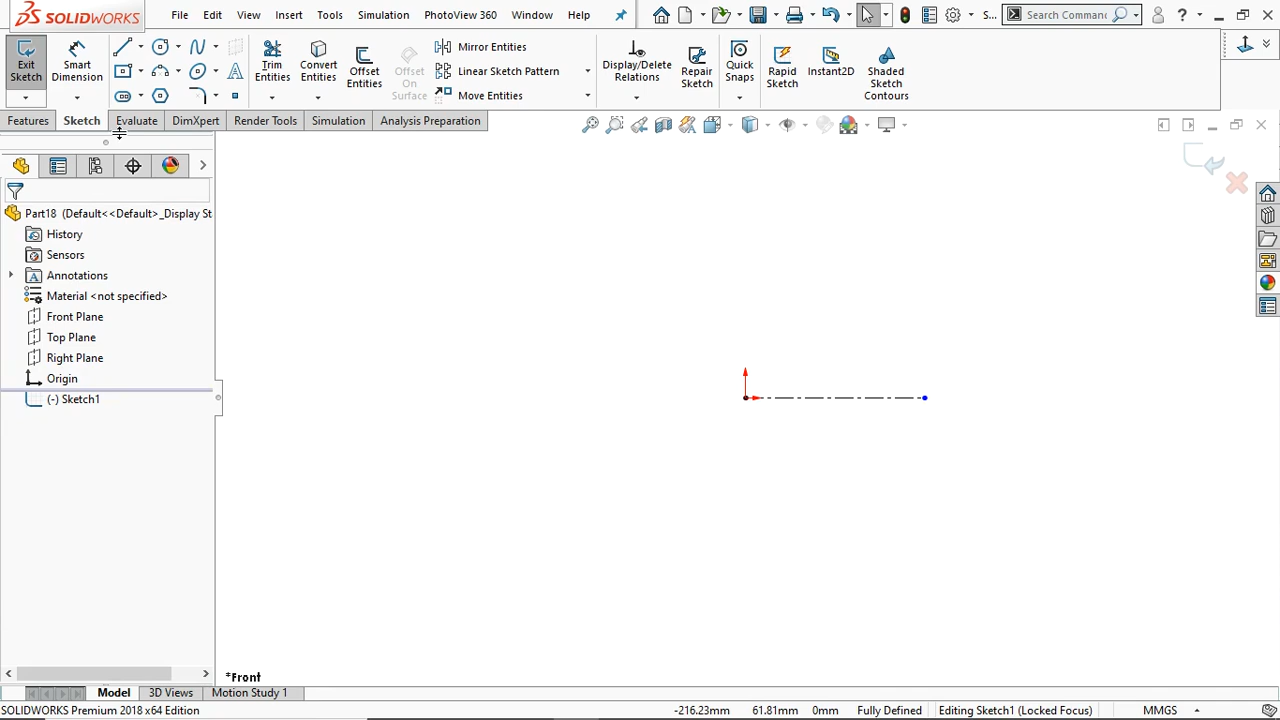 SOLIDWORKS File Edit View Insert Tools Simulation PhotoView 360 Window Help S... Search Commands ?
Exit Sketch
Smart Dimension
Trim Entities
Convert Entities
Offset Entities
Offset On Surface
Mirror Entities
Linear Sketch Pattern
Move Entities
Display/Delete Relations
Repair Sketch
Quick Snaps
Rapid Sketch
Instant2D
Shaded Sketch Contours
Features Sketch Evaluate DimXpert Render Tools Simulation Analysis Preparation
Part18 (Default<<Default>_Display St
History
Sensors
Annotations
Material <not specified>
Front Plane
Top Plane
Right Plane
Origin
(-) Sketch1
*Front
Model 3D Views Motion Study 1
SOLIDWORKS Premium 2018 x64 Edition -216.23mm 61.81mm 0mm Fully Defined Editing Sketch1 (Locked Focus) MMGS